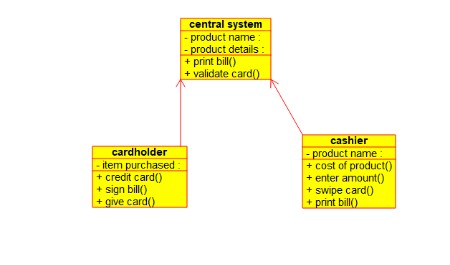 central system
- product name :
- product details :
+ print bill()
+ validate card()
cardholder
- item purchased :
+ credit card()
+ sign bill()
+ give card()
cashier
- product name :
+ cost of product()
+ enter amount()
+ swipe card()
+ print bill()